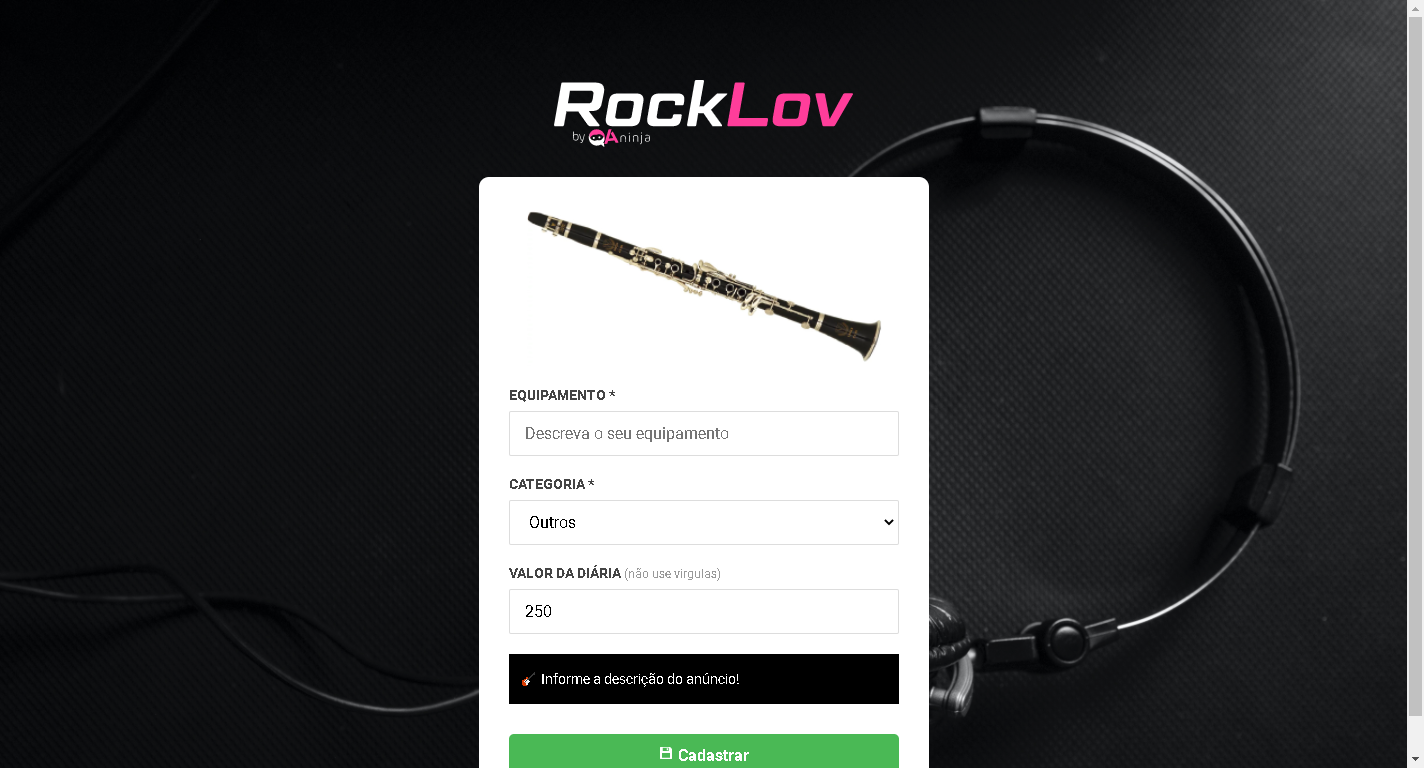 RockLov
by QAninja
EQUIPAMENTO *
Descreva o seu equipamento
CATEGORIA *
Outros
VALOR DA DIÁRIA (não use virgulas)
250
Informe a descrição do anúncio!
Cadastrar